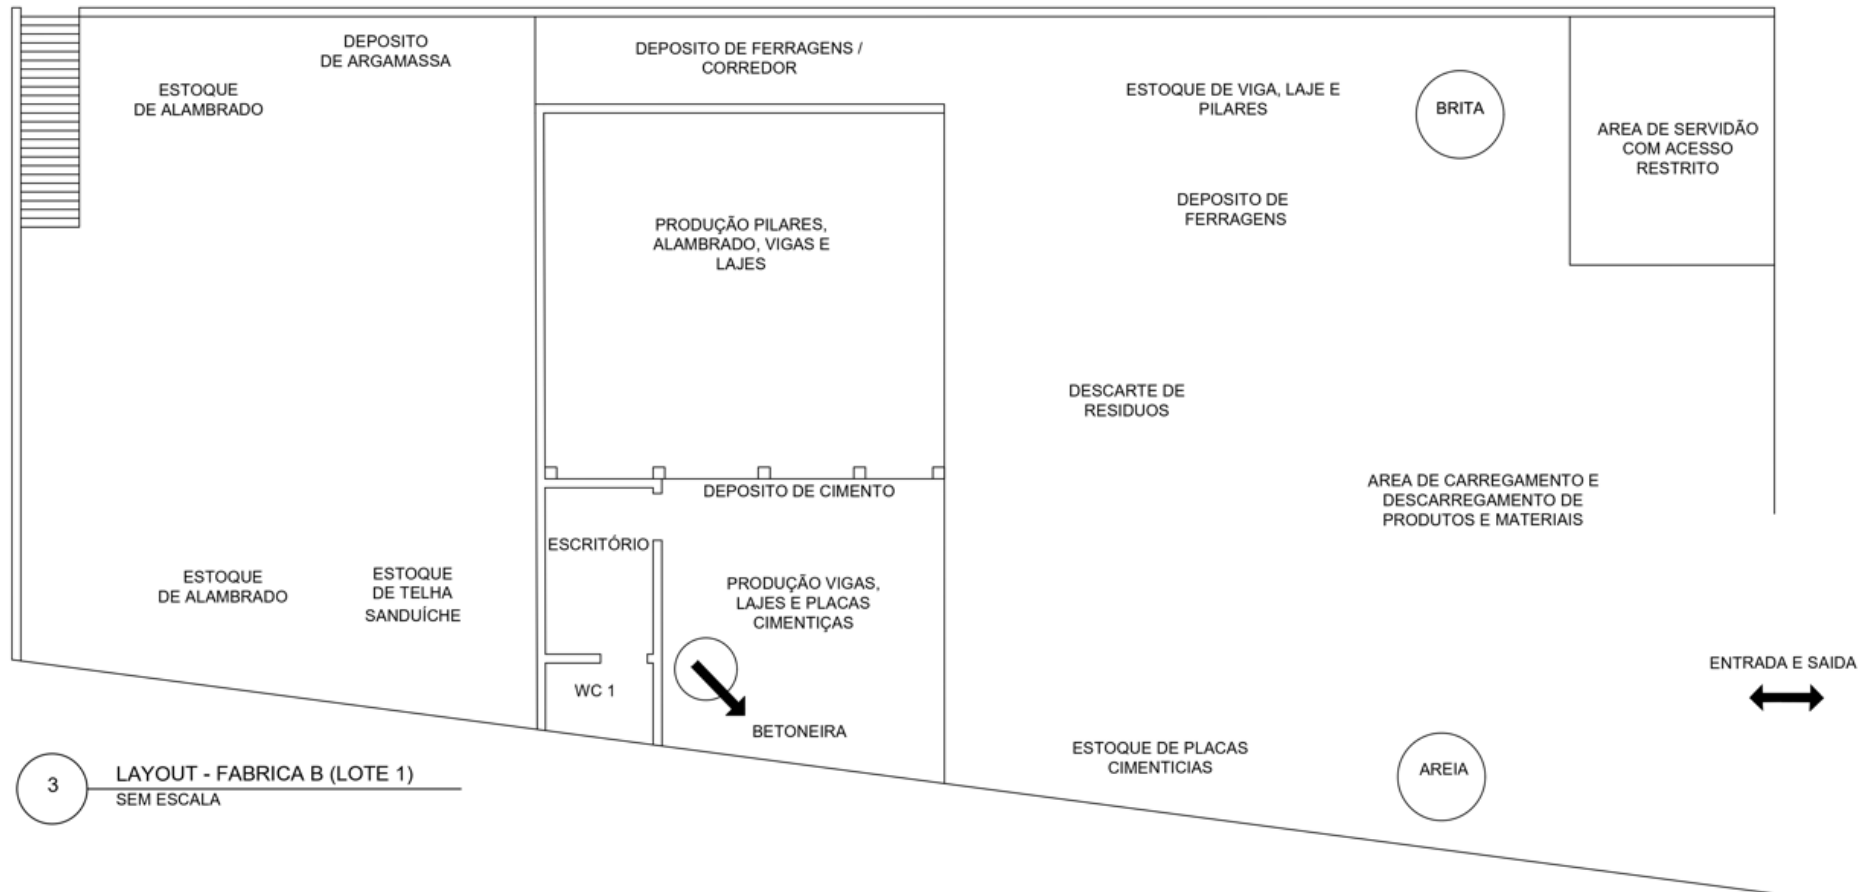 DEPOSITO
DE ARGAMASSA
ESTOQUE
DE ALAMBRADO
DEPOSITO DE FERRAGENS /
CORREDOR
ESTOQUE DE VIGA, LAJE E
PILARES
BRITA
AREA DE SERVIDÃO
COM ACESSO
RESTRITO
DEPOSITO DE
FERRAGENS
PRODUÇÃO PILARES,
ALAMBRADO, VIGAS E
LAJES
DESCARTE DE
RESIDUOS
DEPOSITO DE CIMENTO
AREA DE CARREGAMENTO E
DESCARREGAMENTO DE
PRODUTOS E MATERIAIS
ESCRITÓRIO
ESTOQUE
DE ALAMBRADO
ESTOQUE
DE TELHA
SANDUÍCHE
PRODUÇÃO VIGAS,
LAJES E PLACAS
CIMENTIÇAS
WC 1
BETONEIRA
ENTRADA E SAIDA
ESTOQUE DE PLACAS
CIMENTICIAS
AREIA
3
LAYOUT - FABRICA B (LOTE 1)
SEM ESCALA